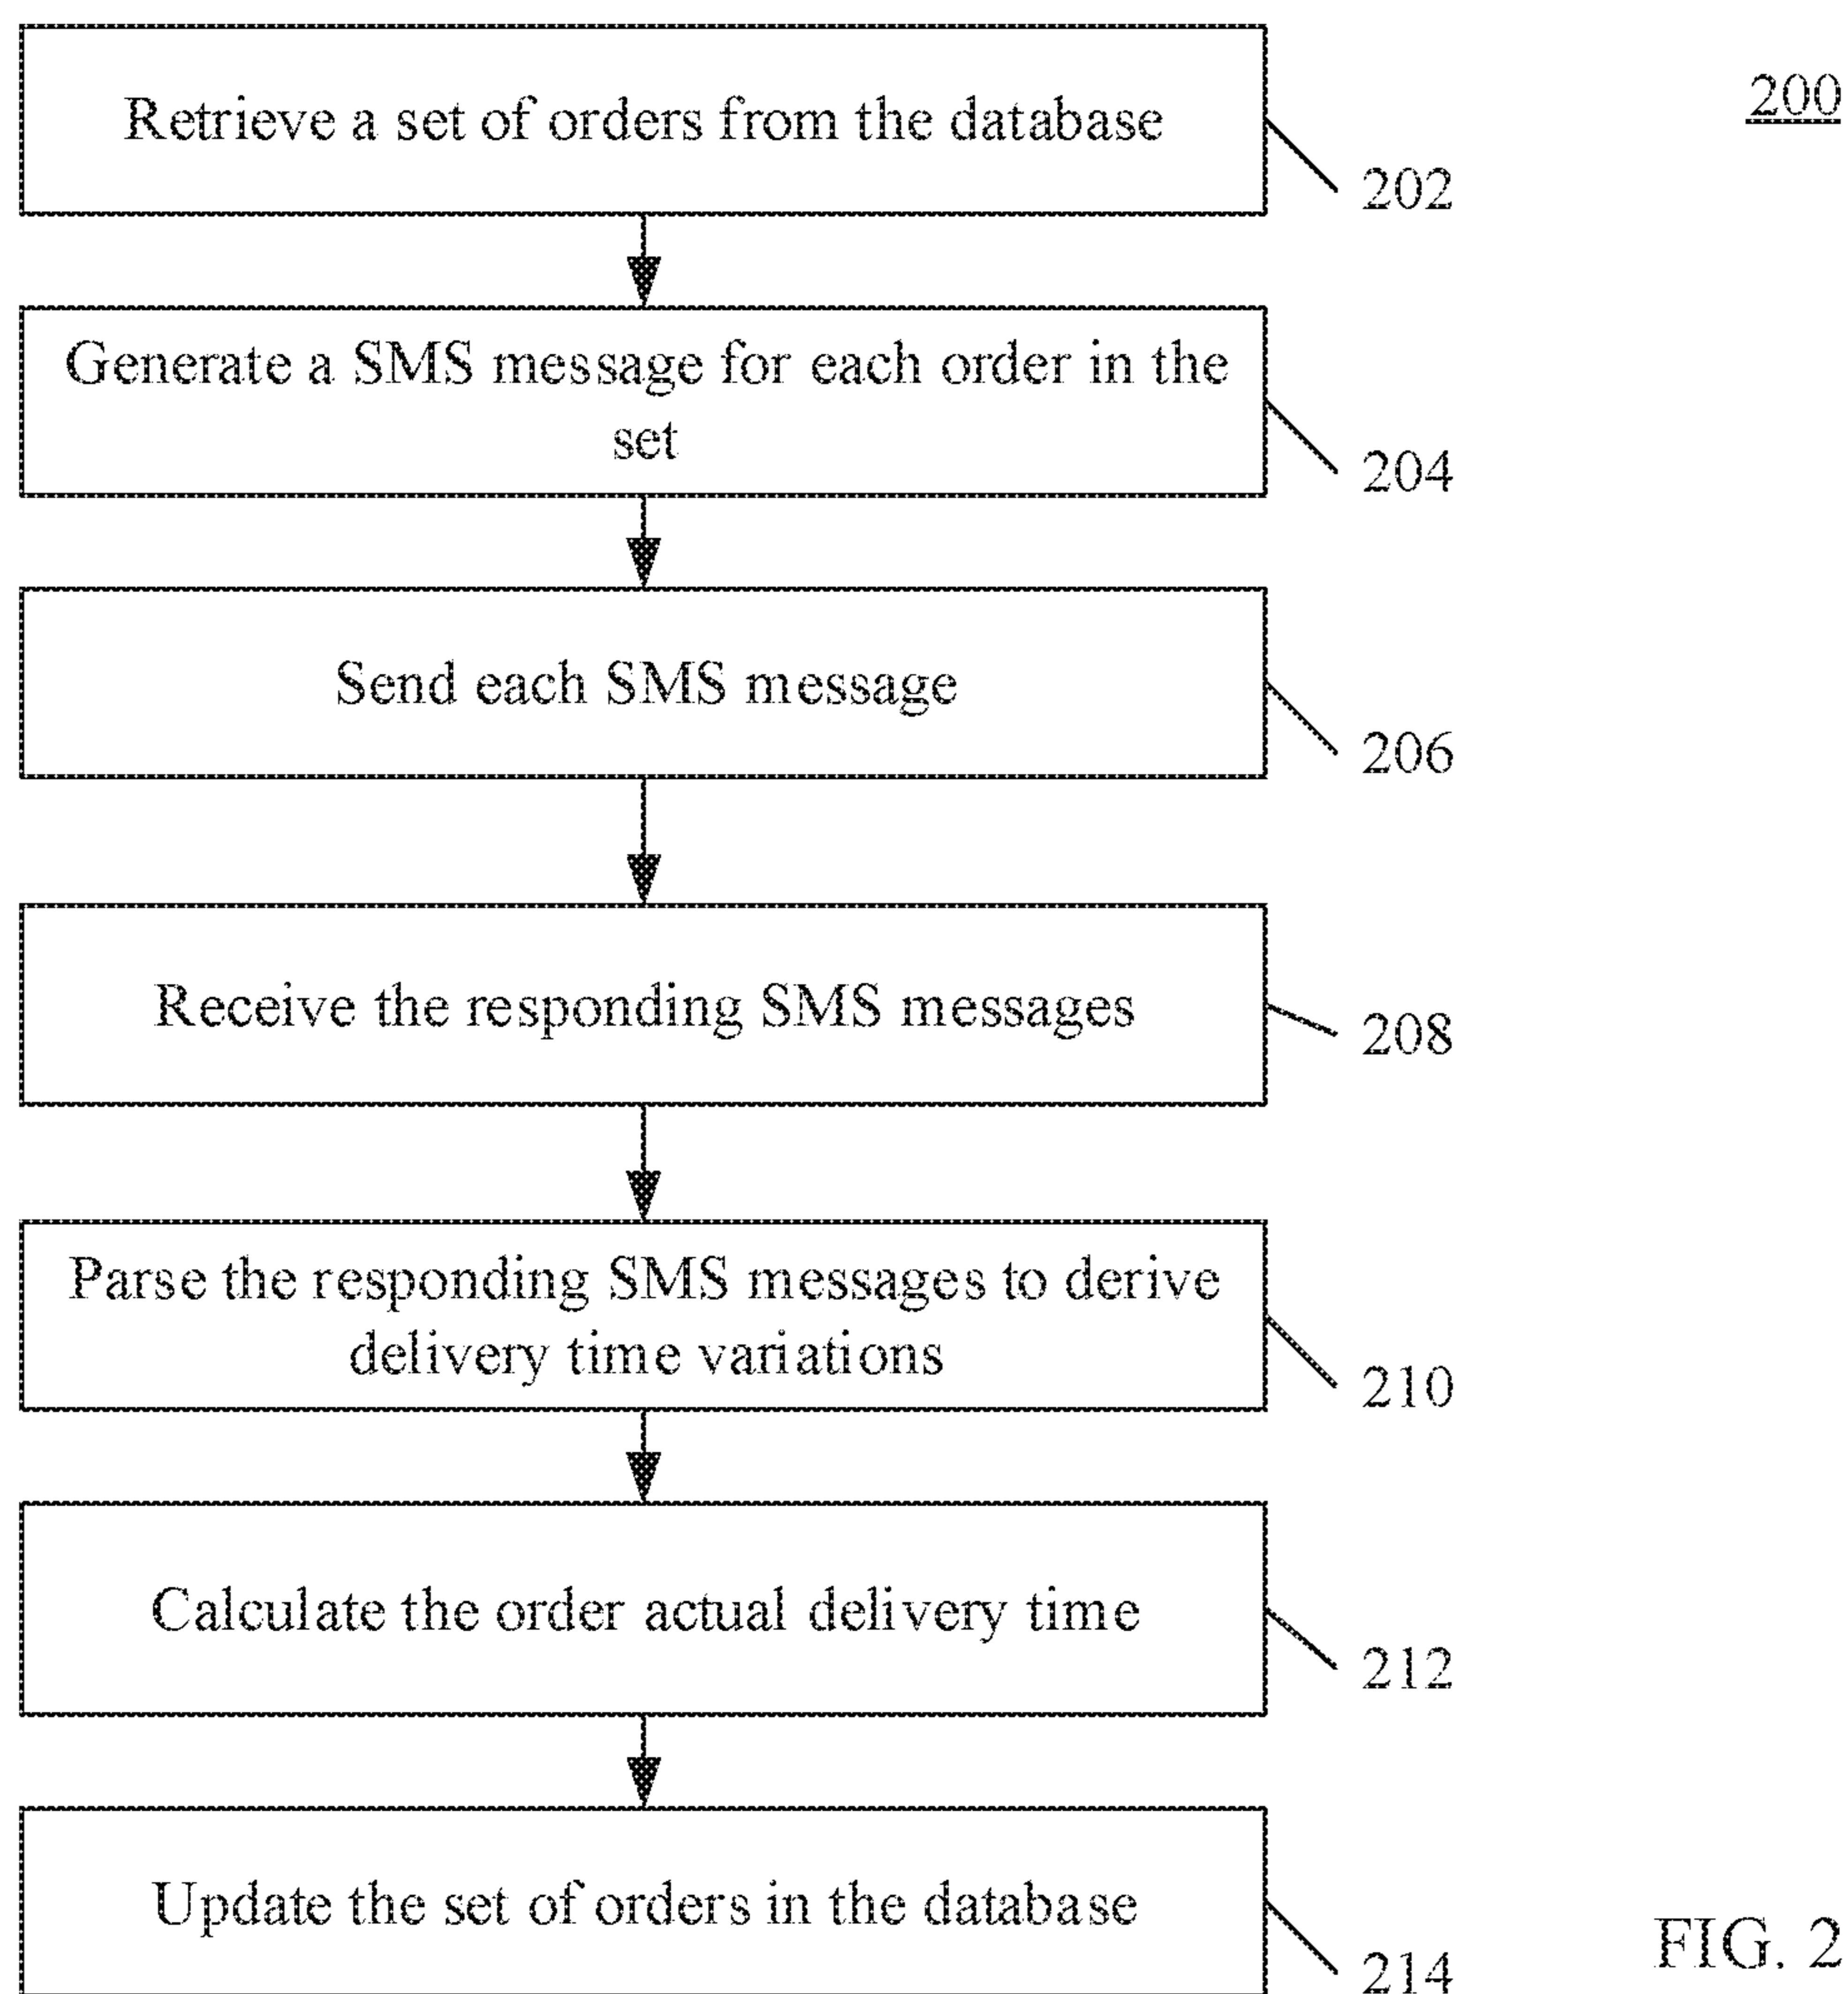 200
Retrieve a set of orders from the database
202
Generate a SMS message for each order in the
set
204
Send each SMS message
206
Receive the responding SMS messages
208
Parse the responding SMS messages to derive
delivery time variations
210
Calculate the order actual delivery time
212
Update the set of orders in the database
214
FIG. 2